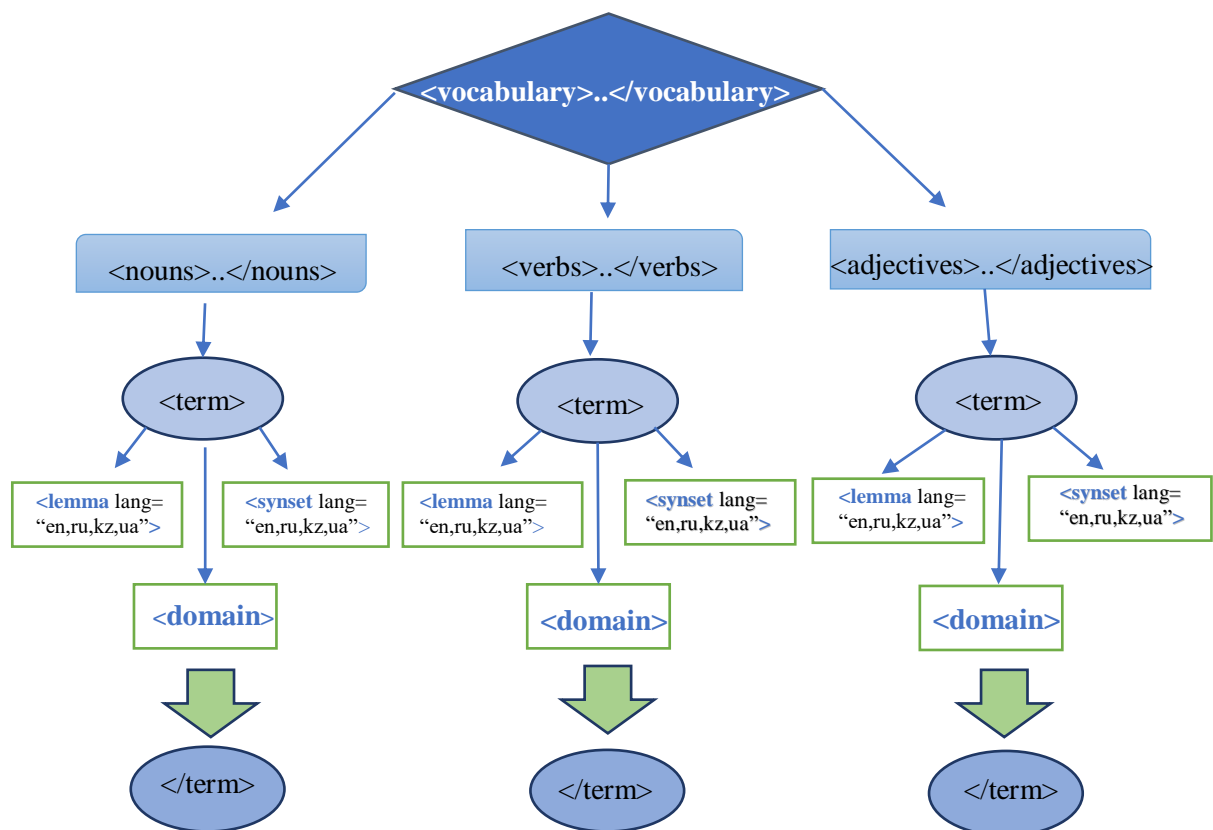 <vocabulary>..</vocabulary>
<nouns>..</nouns>
<verbs>..</verbs>
<adjectives>..</adjectives>
<term>
<term>
<term>
<lemma lang=
“en,ru,kz,ua”>
<synset lang=
“en,ru,kz,ua”>
<lemma lang=
“en,ru,kz,ua”>
<synset lang=
“en,ru,kz,ua”>
<lemma lang=
“en,ru,kz,ua”>
<synset lang=
“en,ru,kz,ua”>
<domain>
<domain>
<domain>
</term>
</term>
</term>